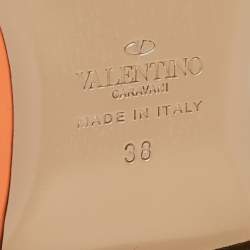 VALENTINO
GARAVANI
MADE IN ITALY
38